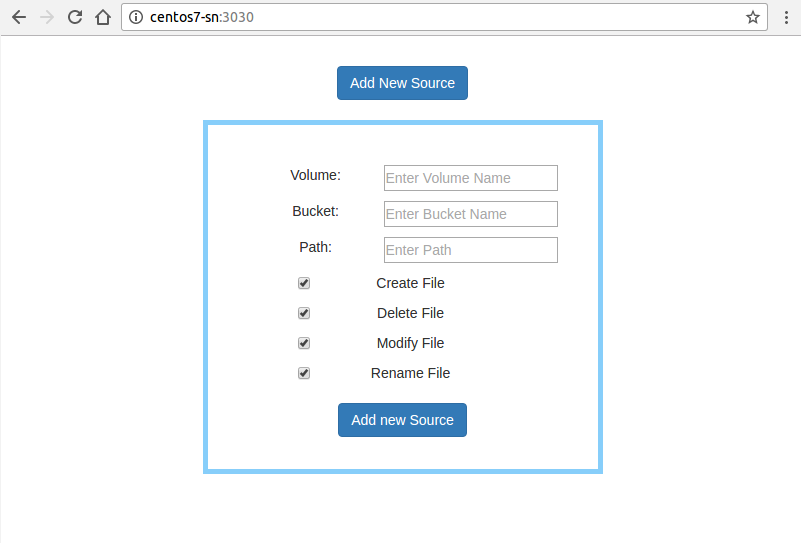 centos7-sn:3030
Add New Source
Volume: Enter Volume Name
Bucket: Enter Bucket Name
Path: Enter Path
Create File
Delete File
Modify File
Rename File
Add new Source